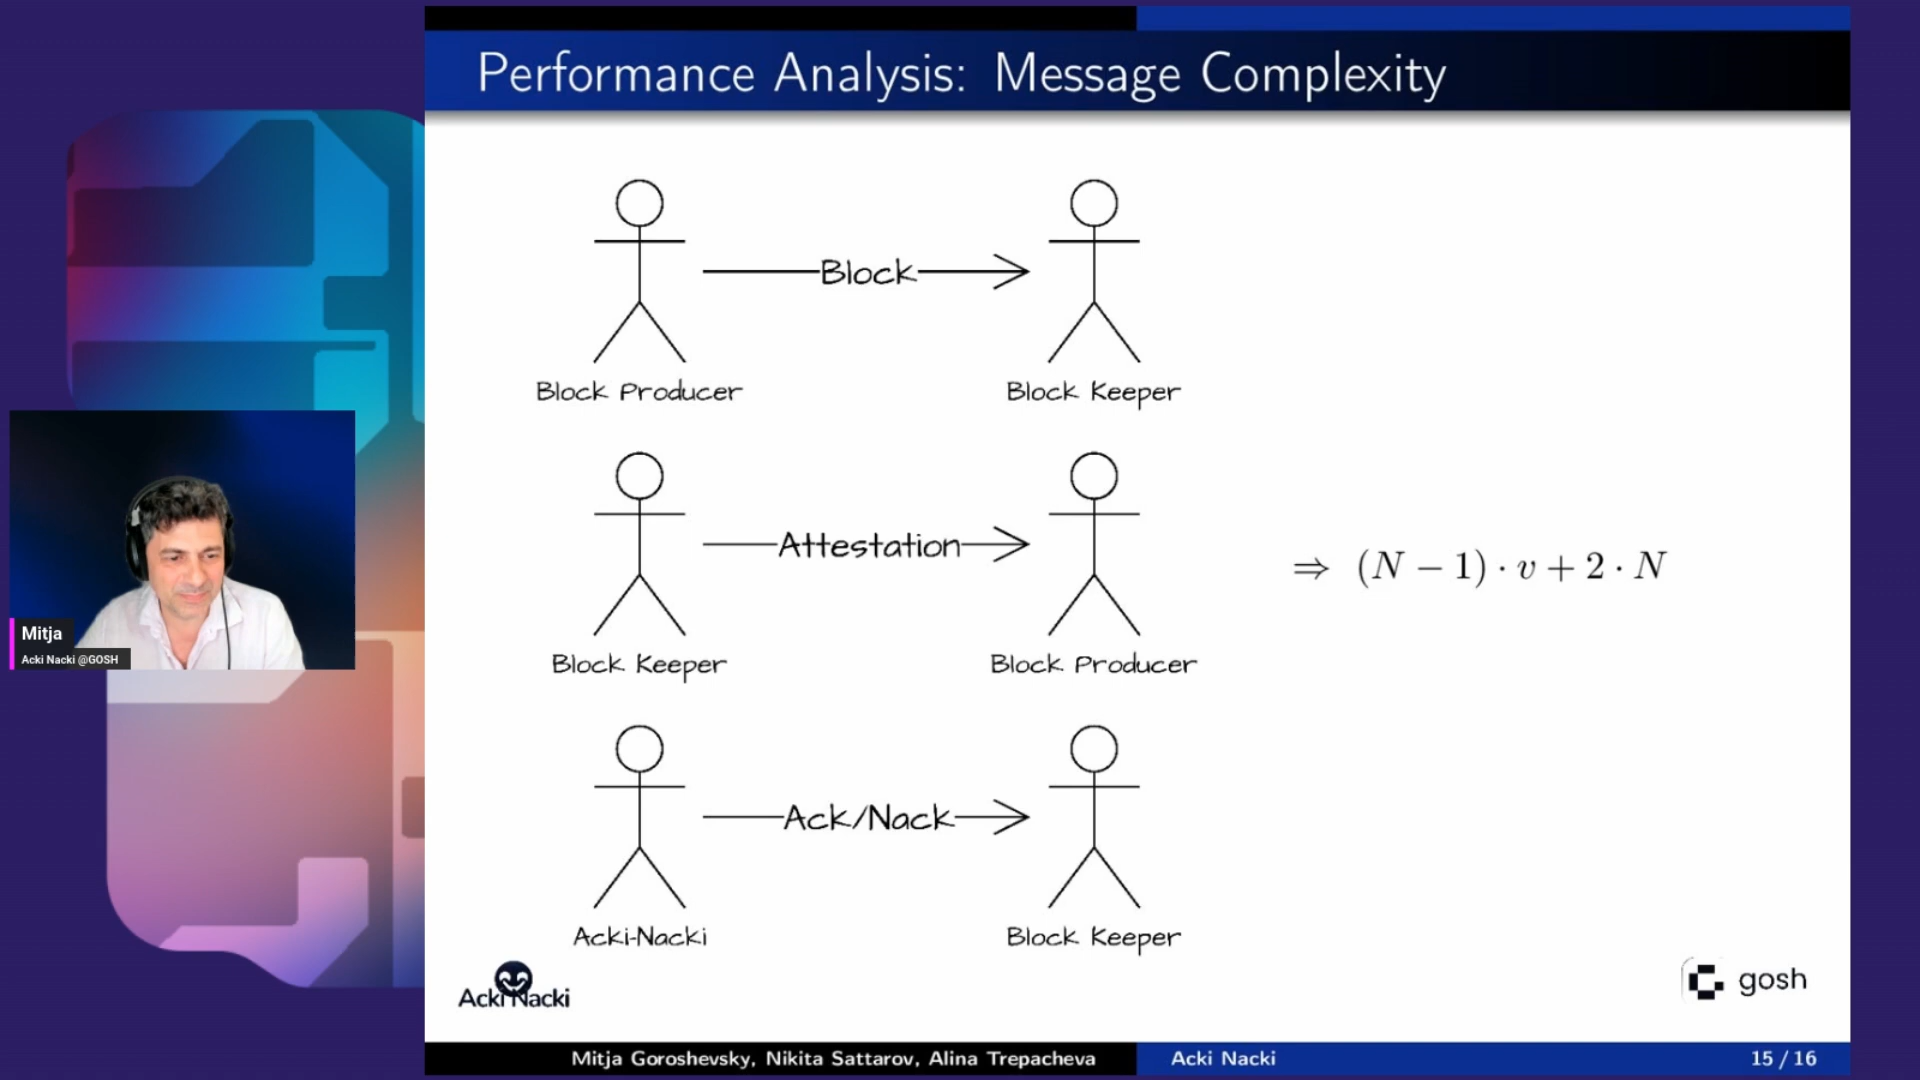 Performance Analysis: Message Complexity
Block
Block Producer
Block Keeper
Attestation
Block Keeper
Block Producer
⇒ (N − 1) · v + 2 · N
Ack/Nack
Acki-Nacki
Block Keeper
Mitja
Acki Nacki @GOSH
Acki Nacki
gosh
Mitja Goroshevsky, Nikita Sattarov, Alina Trepacheva
Acki Nacki
15 / 16